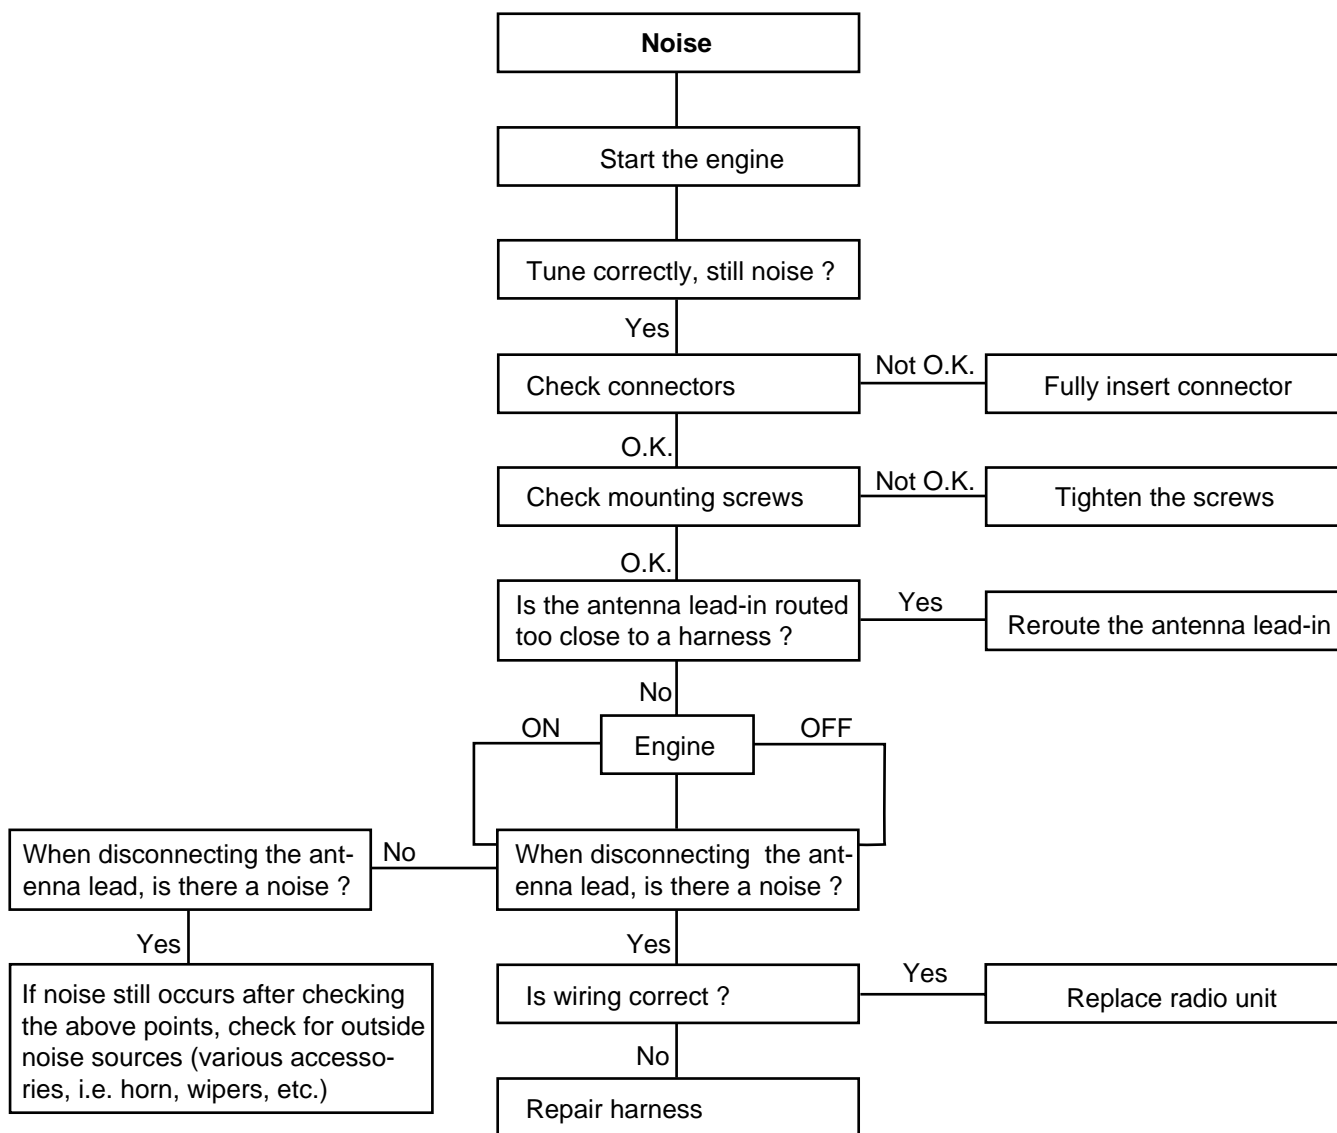 Noise
Start the engine
Tune correctly, still noise ?
Yes
Check connectors
Not O.K.
Fully insert connector
O.K.
Check mounting screws
Not O.K.
Tighten the screws
O.K.
Is the antenna lead-in routed
too close to a harness ?
Yes
Reroute the antenna lead-in
No
ON
Engine
OFF
When disconnecting the ant-
enna lead, is there a noise ?
No
When disconnecting  the ant-
enna lead, is there a noise ?
Yes
If noise still occurs after checking
the above points, check for outside
noise sources (various accesso-
ries, i.e. horn, wipers, etc.)
Yes
Is wiring correct ?
Yes
Replace radio unit
No
Repair harness